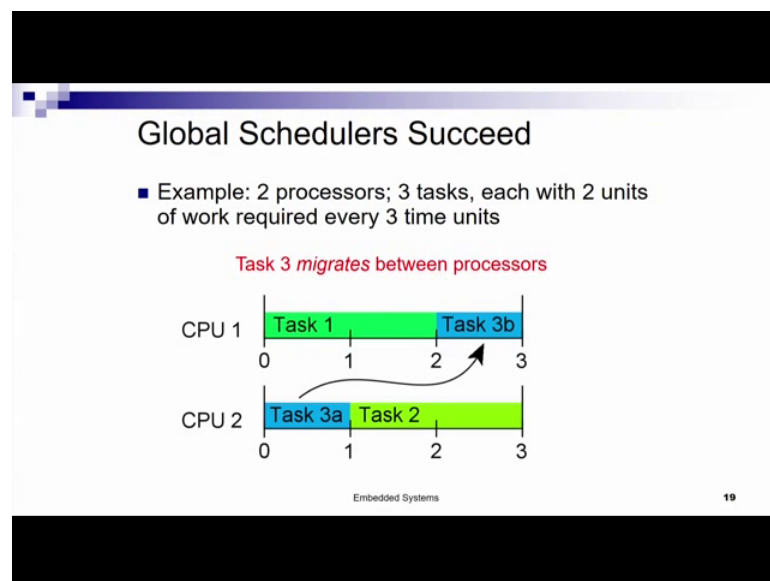 Global Schedulers Succeed
Example: 2 processors; 3 tasks, each with 2 units
of work required every 3 time units
Task 3 migrates between processors
CPU 1 Task 1 Task 3b
0 1 2 3
CPU 2 Task 3a Task 2
0 1 2 3
Embedded Systems 19